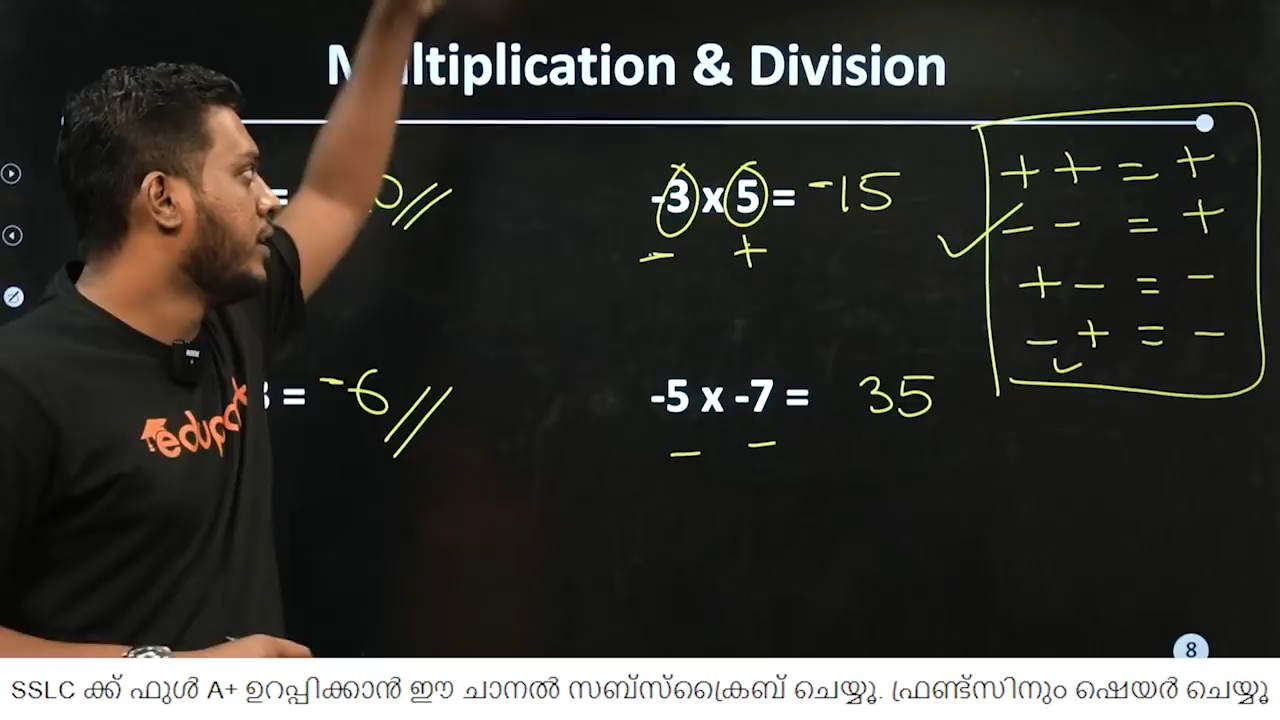 Multiplication & Division
-3 x 5 = -15
- +
+ + = +
- - = +
+ - = -
- + = -
= -6
-5 x -7 = 35
- -
8
SSLC ക്ക് ഫുൾ A+ ഉറപ്പിക്കാൻ ഈ ചാനൽ സബ്സ്ക്രൈബ് ചെയ്യൂ. ഫ്രണ്ട്സിനും ഷെയർ ചെയ്യൂ